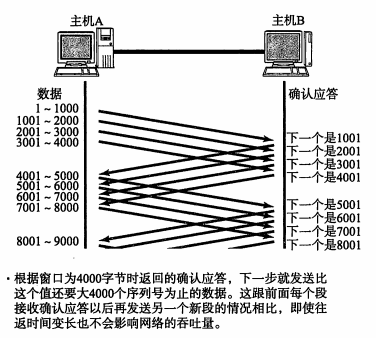 主机A
主机B
数据
确认应答
1～1000
1001～2000
2001～3000
3001～4000
下一个是1001
下一个是2001
下一个是3001
下一个是4001
4001～5000
5001～6000
6001～7000
7001～8000
下一个是5001
下一个是6001
下一个是7001
下一个是8001
8001～9000
·根据窗口为4000字节时返回的确认应答，下一步就发送比
这个值还要大4000个序列号为止的数据。这跟前面每个段
接收确认应答以后再发送另一个新段的情况相比，即使往
返时间变长也不会影响网络的吞吐量。